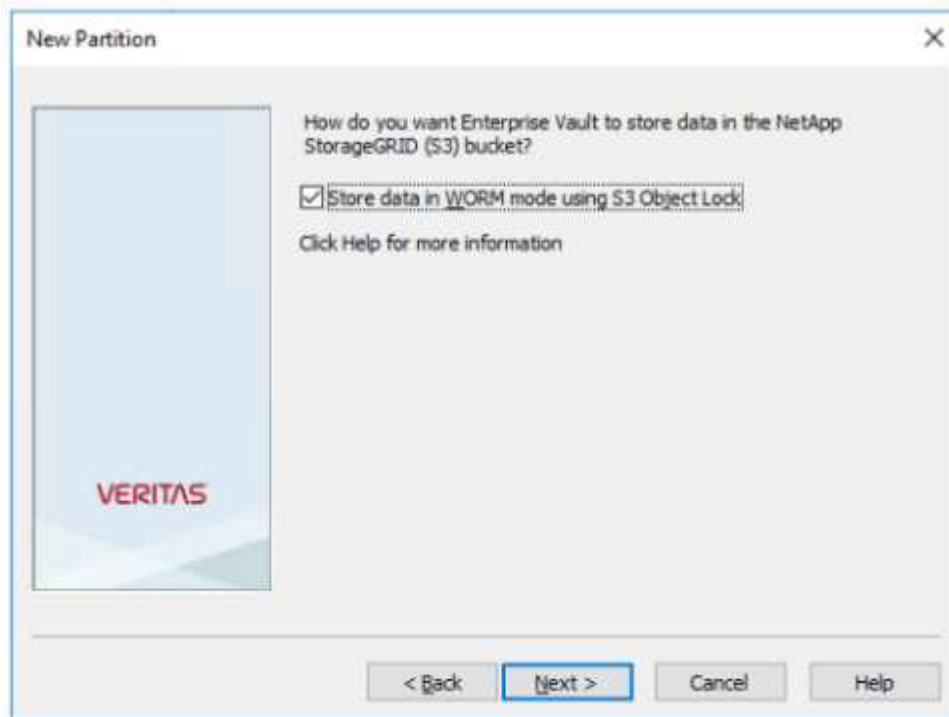 New Partition
How do you want Enterprise Vault to store data in the NetApp
StorageGRID (S3) bucket?
Store data in WORM mode using S3 Object Lock
Click Help for more information
VERITAS
< Back
Next >
Cancel
Help